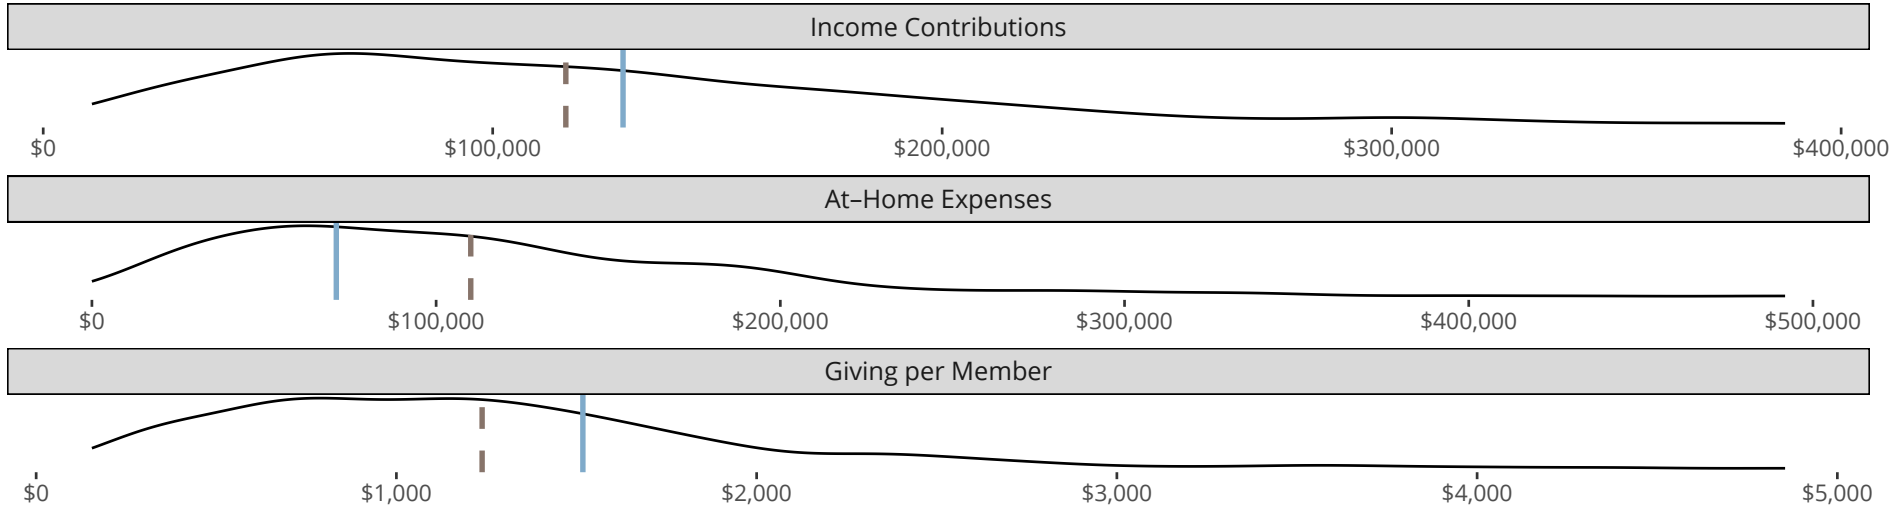 Income Contributions
$0 $100,000 $200,000 $300,000 $400,000
At–Home Expenses
$0 $100,000 $200,000 $300,000 $400,000 $500,000
Giving per Member
$0 $1,000 $2,000 $3,000 $4,000 $5,000